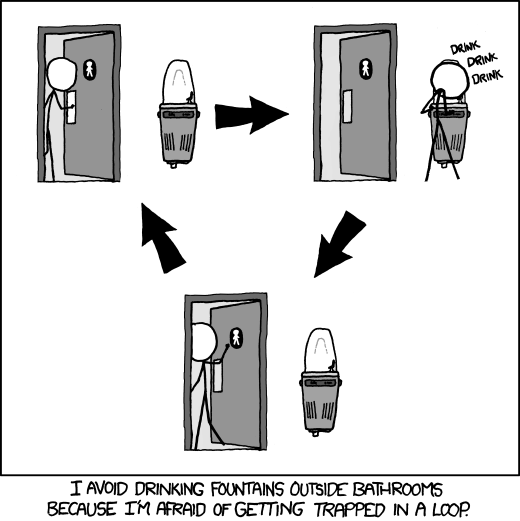 DRINK
DRINK
DRINK
I AVOID DRINKING FOUNTAINS OUTSIDE BATHROOMS
BECAUSE I'M AFRAID OF GETTING TRAPPED IN A LOOP.